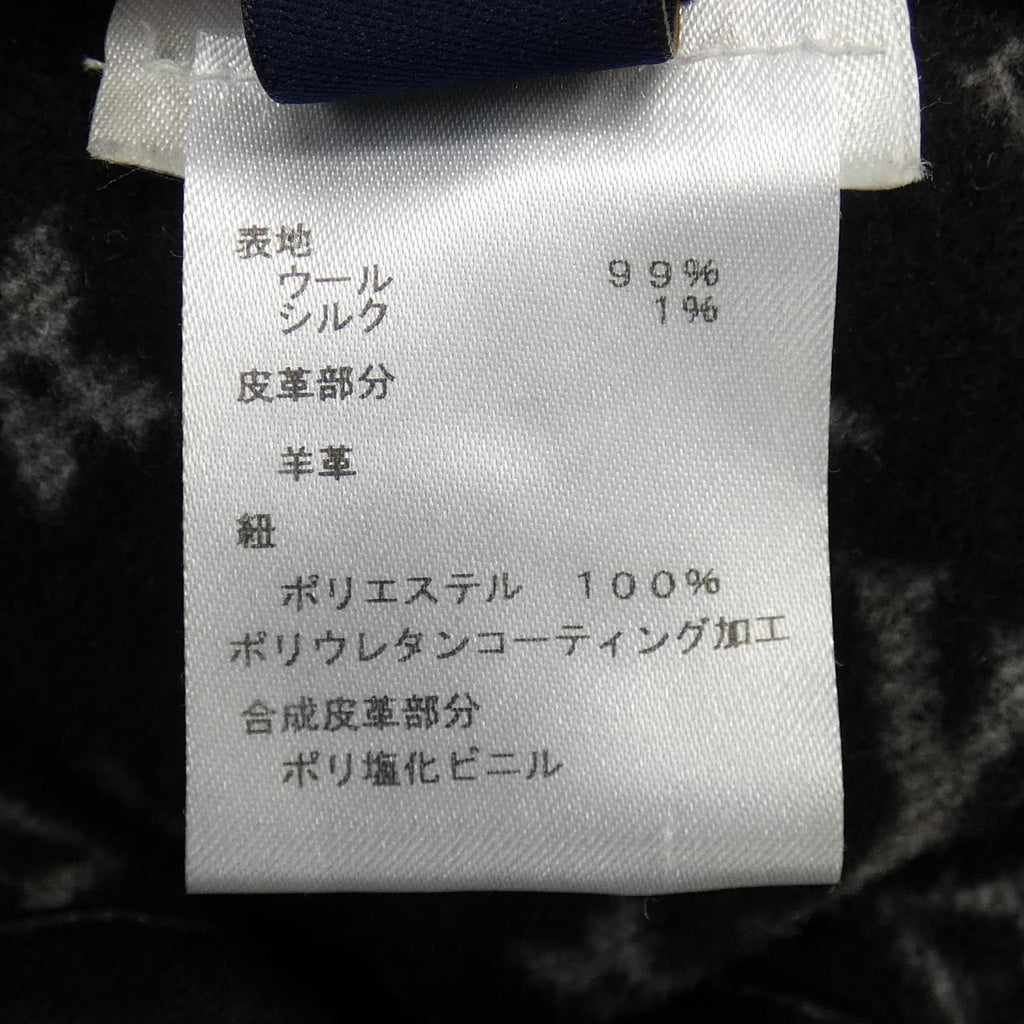 表地
ウール 99%
シルク 1%
皮革部分
羊革
紐
ポリエステル 100%
ポリウレタンコーティング加工
合成皮革部分
ポリ塩化ビニル